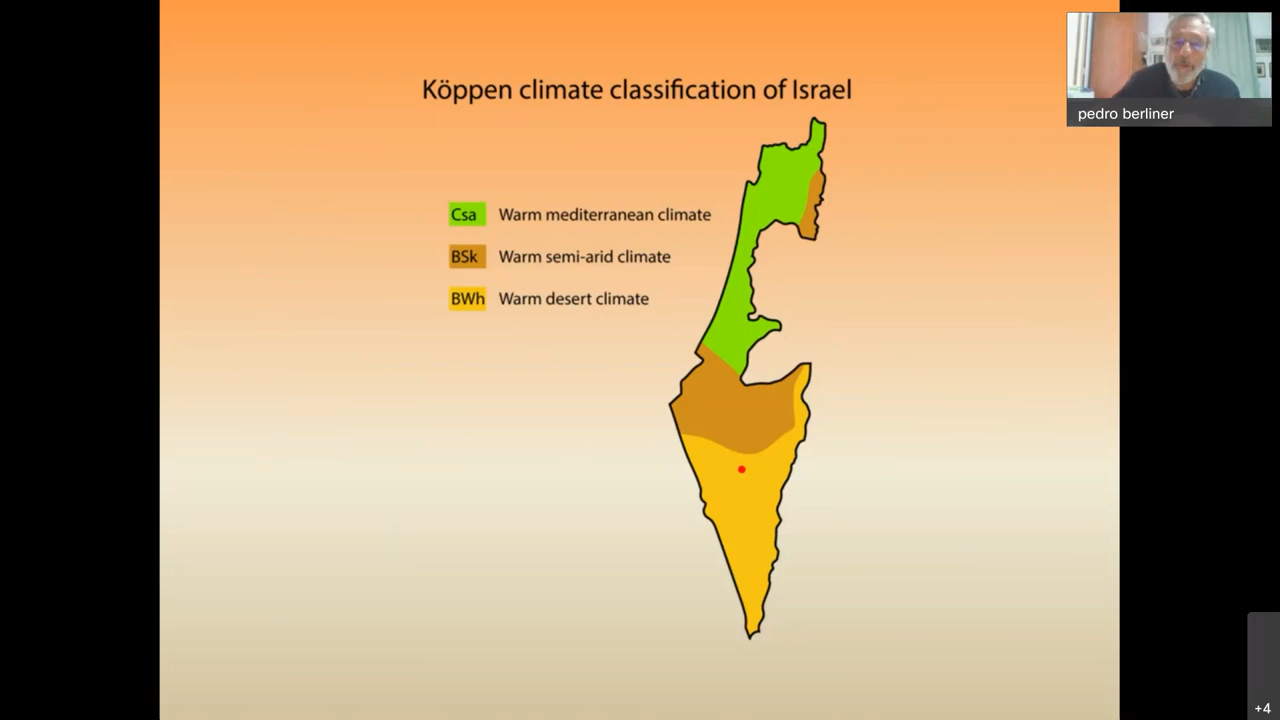 Köppen climate classification of Israel
Csa Warm mediterranean climate
BSk Warm semi-arid climate
BWh Warm desert climate
pedro berliner
+4